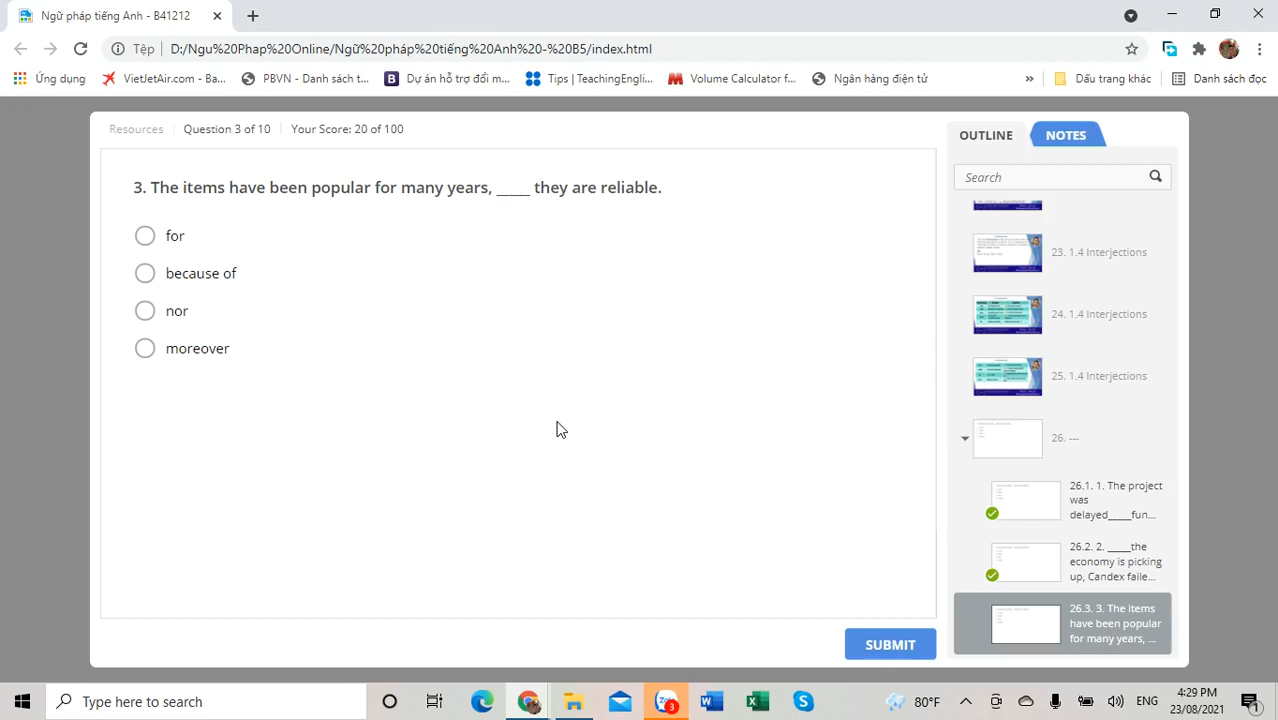 Ngữ pháp tiếng Anh - B41212
Tệp
D:/Ngu%20Phap%20Online/Ngữ%20pháp%20tiếng%20Anh%20-%20B5/index.html
Ứng dụng
VietJetAir.com - Ba...
PBVN - Danh sách t...
Dự án hỗ trợ đổi m...
Tips | TeachingEngli...
Volume Calculator f...
Ngân hàng điện tử
»
Dấu trang khác
Danh sách đọc
Resources
Question 3 of 10
Your Score: 20 of 100
OUTLINE
NOTES
3. The items have been popular for many years, _____ they are reliable.
Search
for
because of
nor
moreover
23. 1.4 Interjections
24. 1.4 Interjections
25. 1.4 Interjections
26. ---
26.1. 1. The project
was
delayed_____fun...
26.2. 2. _____the
economy is picking
up, Candex faile...
26.3. 3. The items
have been popular
for many years, ...
SUBMIT
Type here to search
Zalo
3
80°F
ENG
4:29 PM
23/08/2021
1